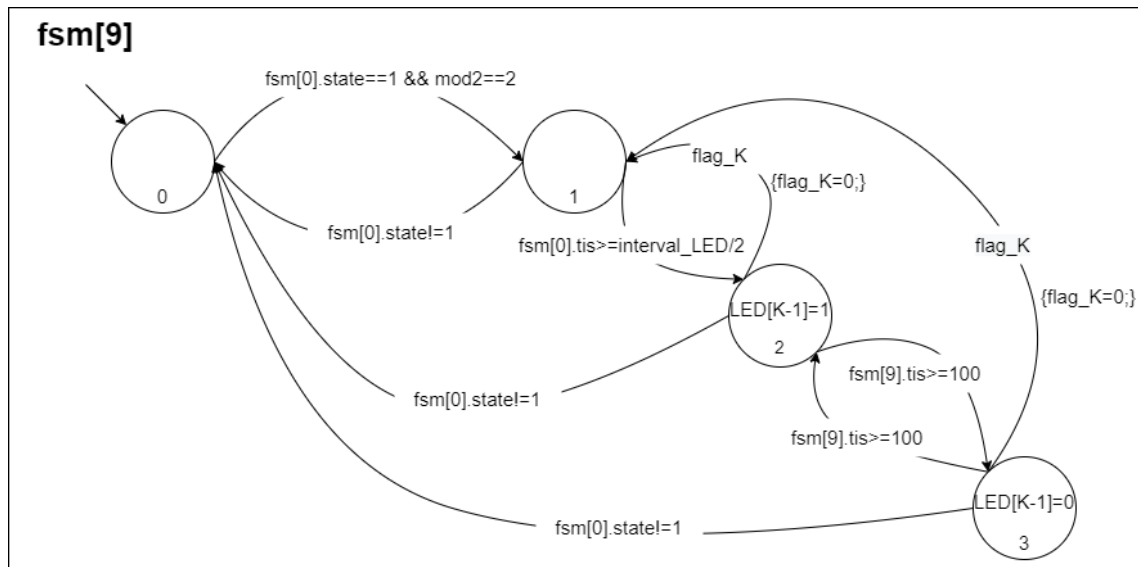 fsm[9]
fsm[0].state==1 && mod2==2
0
1
flag_K
{flag_K=0;}
fsm[0].state!=1
fsm[0].tis>=interval_LED/2
flag_K
{flag_K=0;}
LED[K-1]=1
2
fsm[9].tis>=100
fsm[0].state!=1
fsm[9].tis>=100
LED[K-1]=0
3
fsm[0].state!=1